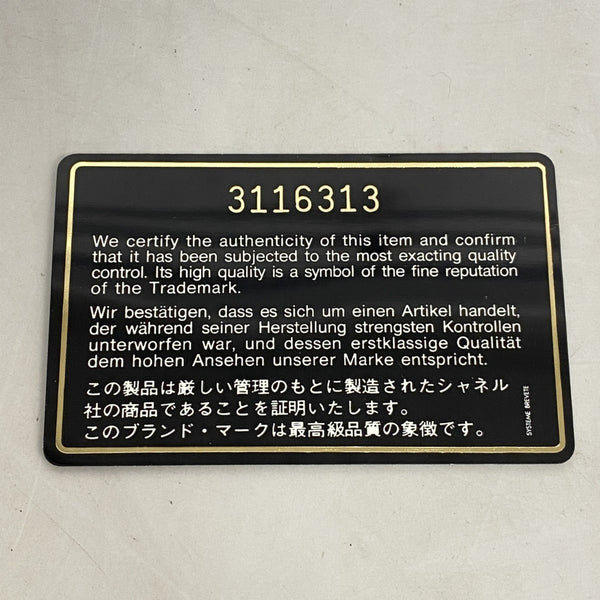 3116313
We certify the authenticity of this item and confirm
that it has been subjected to the most exacting quality
control. Its high quality is a symbol of the fine reputation
of the Trademark.
Wir bestätigen, dass es sich um einen Artikel handelt,
der während seiner Herstellung strengsten Kontrollen
unterworfen war, und dessen erstklassige Qualität
dem hohen Ansehen unserer Marke entspricht.
この製品は厳しい管理のもとに製造されたシャネル
社の商品であることを証明いたします。
このブランド・マークは最高級品質の象徴です。
SYSTEME BREVETE